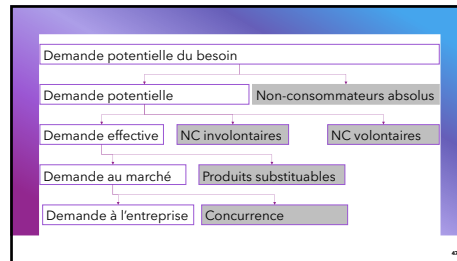 Demande potentielle du besoin
Demande potentielle
Non-consommateurs absolus
Demande effective
NC involontaires
NC volontaires
Demande au marché
Produits substituables
Demande à l'entreprise
Concurrence